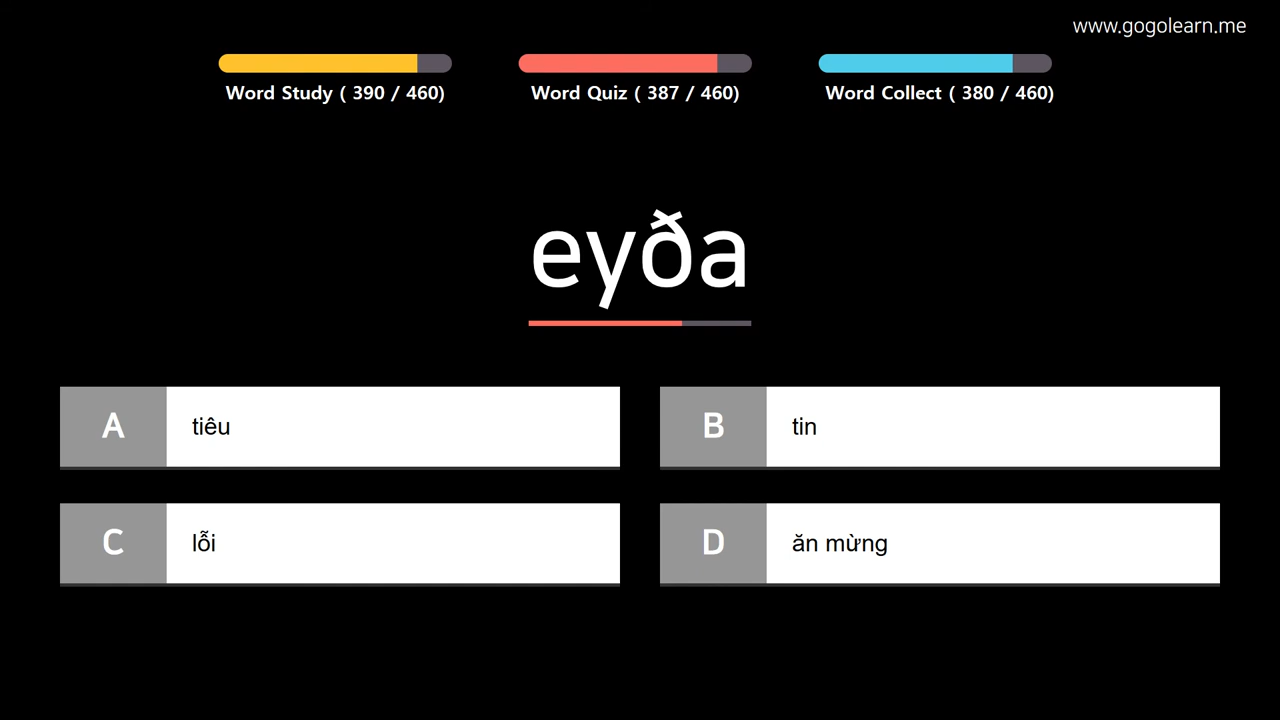 www.gogolearn.me
Word Study ( 390 / 460)
Word Quiz ( 387 / 460)
Word Collect ( 380 / 460)
eyða
A tiêu
B tin
C lỗi
D ăn mừng